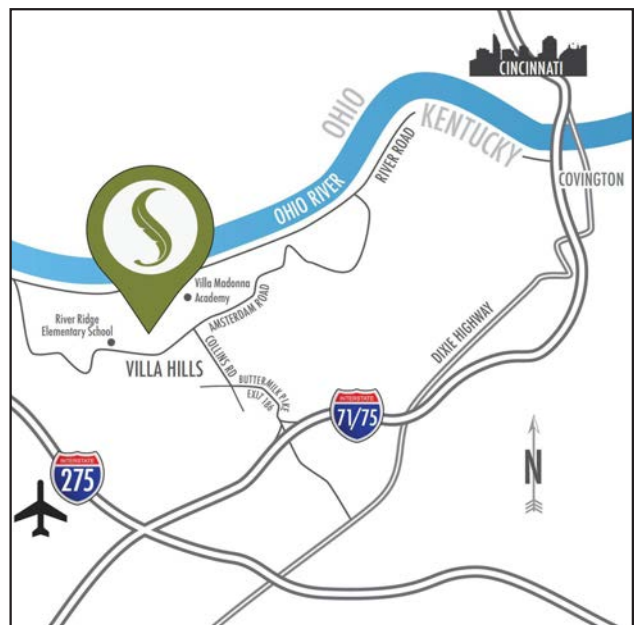 CINCINNATI
OHIO
KENTUCKY
RIVER ROAD
COVINGTON
OHIO RIVER
S
Villa Madonna
Academy
River Ridge
Elementary School
AMSTERDAM ROAD
VILLA HILLS
COLLINS RD
BUTTERMILK PIKE
EXIT 186
DIXIE HIGHWAY
INTERSTATE
71/75
INTERSTATE
275
N